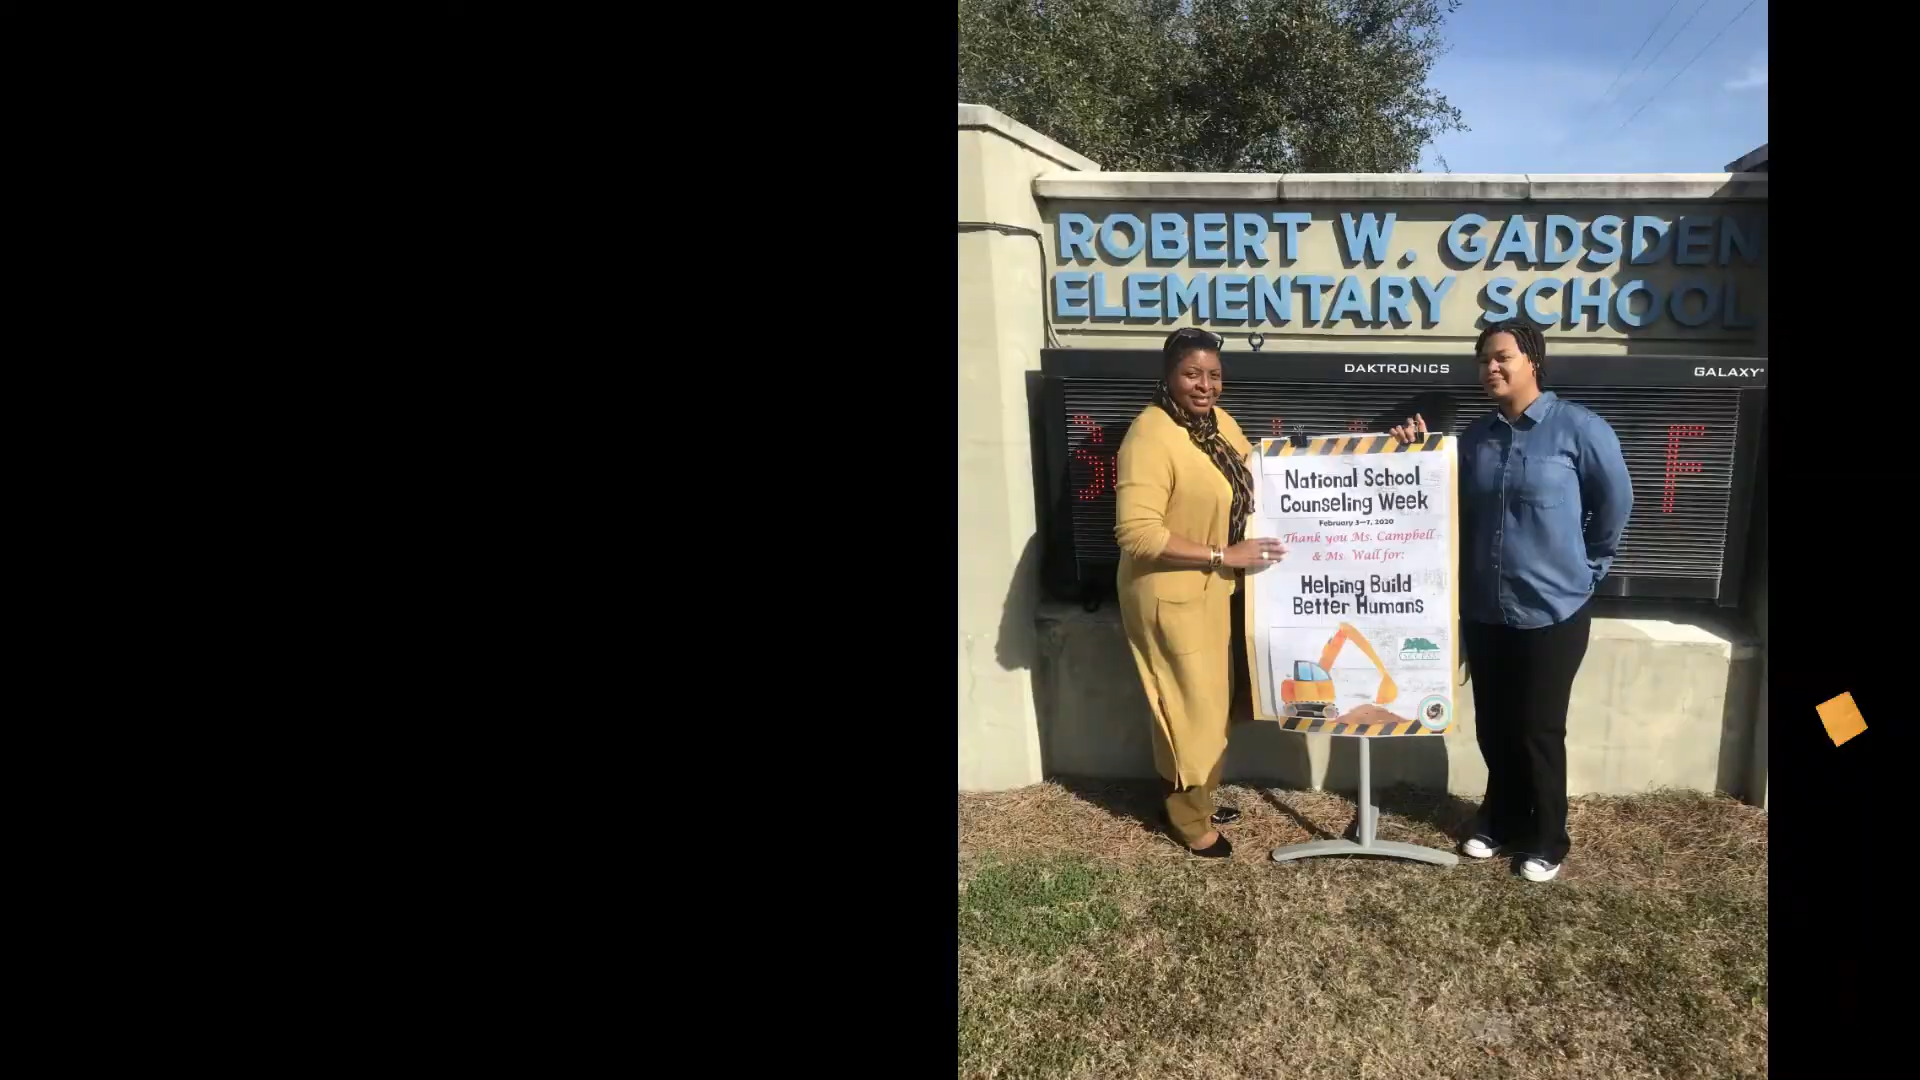 ROBERT W. GADSDEN
ELEMENTARY SCHOOL
DAKTRONICS
GALAXY
F
National School
Counseling Week
February 3-7, 2020
Thank you Ms. Campbell
& Ms. Wall for:
Helping Build
Better Humans